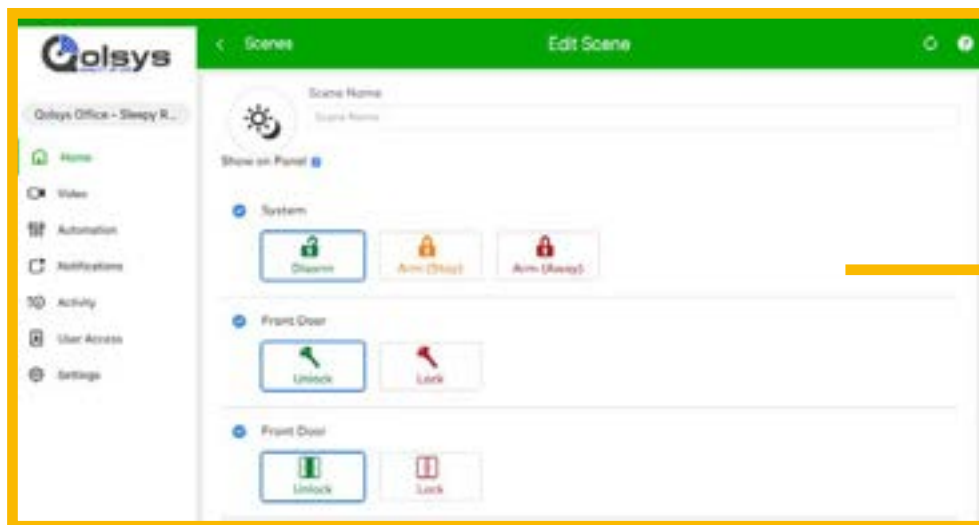 Qolsys
Qolsys Office - Sleepy R...
Home
Video
Automation
Notifications
Activity
User Access
Settings
Scenes
Edit Scene
Scene Name
Scene Name
Show on Panel
System
Disarm
Arm (Stay)
Arm (Away)
Front Door
Unlock
Lock
Front Door
Unlock
Lock